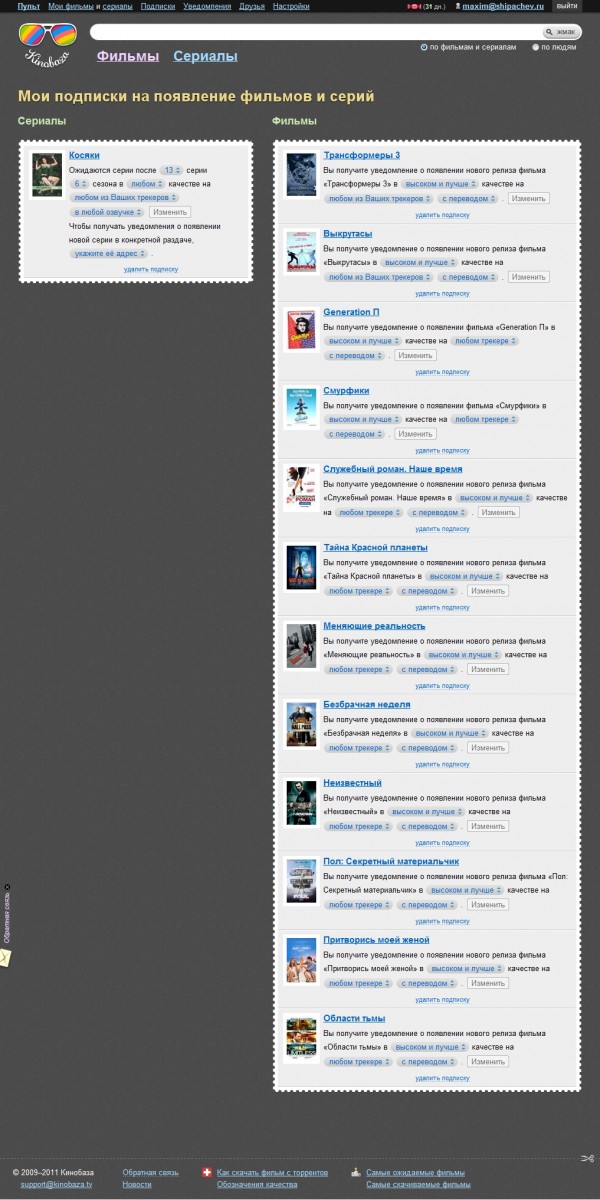 Пульт Мои фильмы и сериалы Подписки Уведомления Друзья Настройки (31 дн.) maxim@shipachev.ru выйти
Kinobaza
жмак
Фильмы Сериалы
по фильмам и сериалам по людям
Мои подписки на появление фильмов и серий
Сериалы
Косяки
Ожидаются серии после 13 серии
6 сезона в любом качестве на
любом из Ваших трекеров
в любой озвучке Изменить
Чтобы получать уведомления о появлении
новой серии в конкретной раздаче,
укажите её адрес .
удалить подписку
Фильмы
Трансформеры 3
Вы получите уведомление о появлении нового релиза фильма
«Трансформеры 3» в высоком и лучше качестве на
любом из Ваших трекеров с переводом . Изменить
удалить подписку
Выкрутасы
Вы получите уведомление о появлении нового релиза фильма
«Выкрутасы» в высоком и лучше качестве на
любом из Ваших трекеров с переводом . Изменить
удалить подписку
Generation П
Вы получите уведомление о появлении фильма «Generation П» в
высоком и лучше качестве на любом трекере
с переводом . Изменить
удалить подписку
Смурфики
Вы получите уведомление о появлении фильма «Смурфики» в
высоком и лучше качестве на любом трекере
с переводом . Изменить
удалить подписку
Служебный роман. Наше время
Вы получите уведомление о появлении нового релиза фильма
«Служебный роман. Наше время» в высоком и лучше качестве
на любом трекере с переводом . Изменить
удалить подписку
Тайна Красной планеты
Вы получите уведомление о появлении нового релиза фильма
«Тайна Красной планеты» в высоком и лучше качестве на
любом трекере с переводом . Изменить
удалить подписку
Меняющие реальность
Вы получите уведомление о появлении нового релиза фильма
«Меняющие реальность» в высоком и лучше качестве на
любом трекере с переводом . Изменить
удалить подписку
Безбрачная неделя
Вы получите уведомление о появлении нового релиза фильма
«Безбрачная неделя» в высоком и лучше качестве на
любом трекере с переводом . Изменить
удалить подписку
Неизвестный
Вы получите уведомление о появлении нового релиза фильма
«Неизвестный» в высоком и лучше качестве на
любом трекере с переводом . Изменить
удалить подписку
Пол: Секретный материальчик
Вы получите уведомление о появлении нового релиза фильма «Пол:
Секретный материальчик» в высоком и лучше качестве на
любом трекере с переводом . Изменить
удалить подписку
Притворись моей женой
Вы получите уведомление о появлении нового релиза фильма
«Притворись моей женой» в высоком и лучше качестве на
любом трекере с переводом . Изменить
удалить подписку
Области тьмы
Вы получите уведомление о появлении нового релиза фильма
«Области тьмы» в высоком и лучше качестве на
любом трекере с переводом . Изменить
удалить подписку
Обратная связь
© 2009–2011 Кинобаза Обратная связь Как скачать фильм с торрентов Самые ожидаемые фильмы
support@kinobaza.tv Новости Обозначения качества Самые скачиваемые фильмы